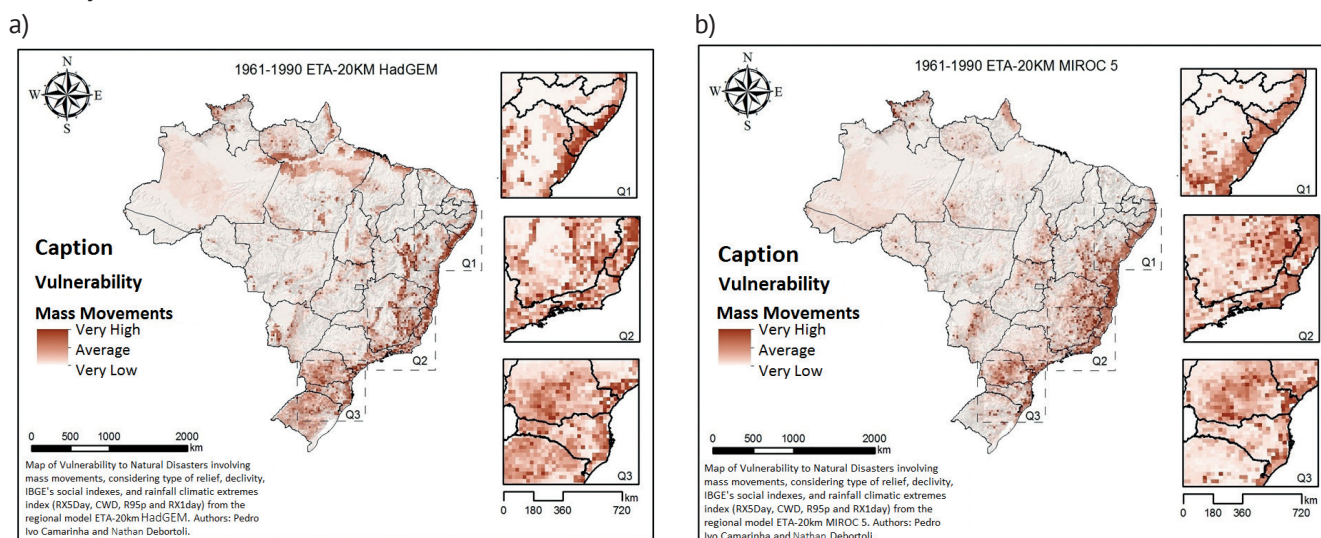 a)
1961-1990 ETA-20KM HadGEM
N
W E
S
Q1
Q2
Q3
Caption
Vulnerability
Mass Movements
Very High
Average
Very Low
0 500 1000 2000
km
Map of Vulnerability to Natural Disasters involving
mass movements, considering type of relief, declivity,
IBGE's social indexes, and rainfall climatic extremes
index (RX5Day, CWD, R95p and RX1day) from the
regional model ETA-20km HadGEM. Authors: Pedro
Ivo Camarinha and Nathan Debortoli.
Q1
Q2
Q3
km
0 180 360 720
b)
1961-1990 ETA-20KM MIROC 5
N
W E
S
Q1
Q2
Q3
Caption
Vulnerability
Mass Movements
Very High
Average
Very Low
0 500 1000 2000
km
Map of Vulnerability to Natural Disasters involving
mass movements, considering type of relief, declivity,
IBGE's social indexes, and rainfall climatic extremes
index (RX5Day, CWD, R95p and RX1day) from the
regional model ETA-20km MIROC 5. Authors: Pedro
Ivo Camarinha and Nathan Debortoli.
Q1
Q2
Q3
km
0 180 360 720